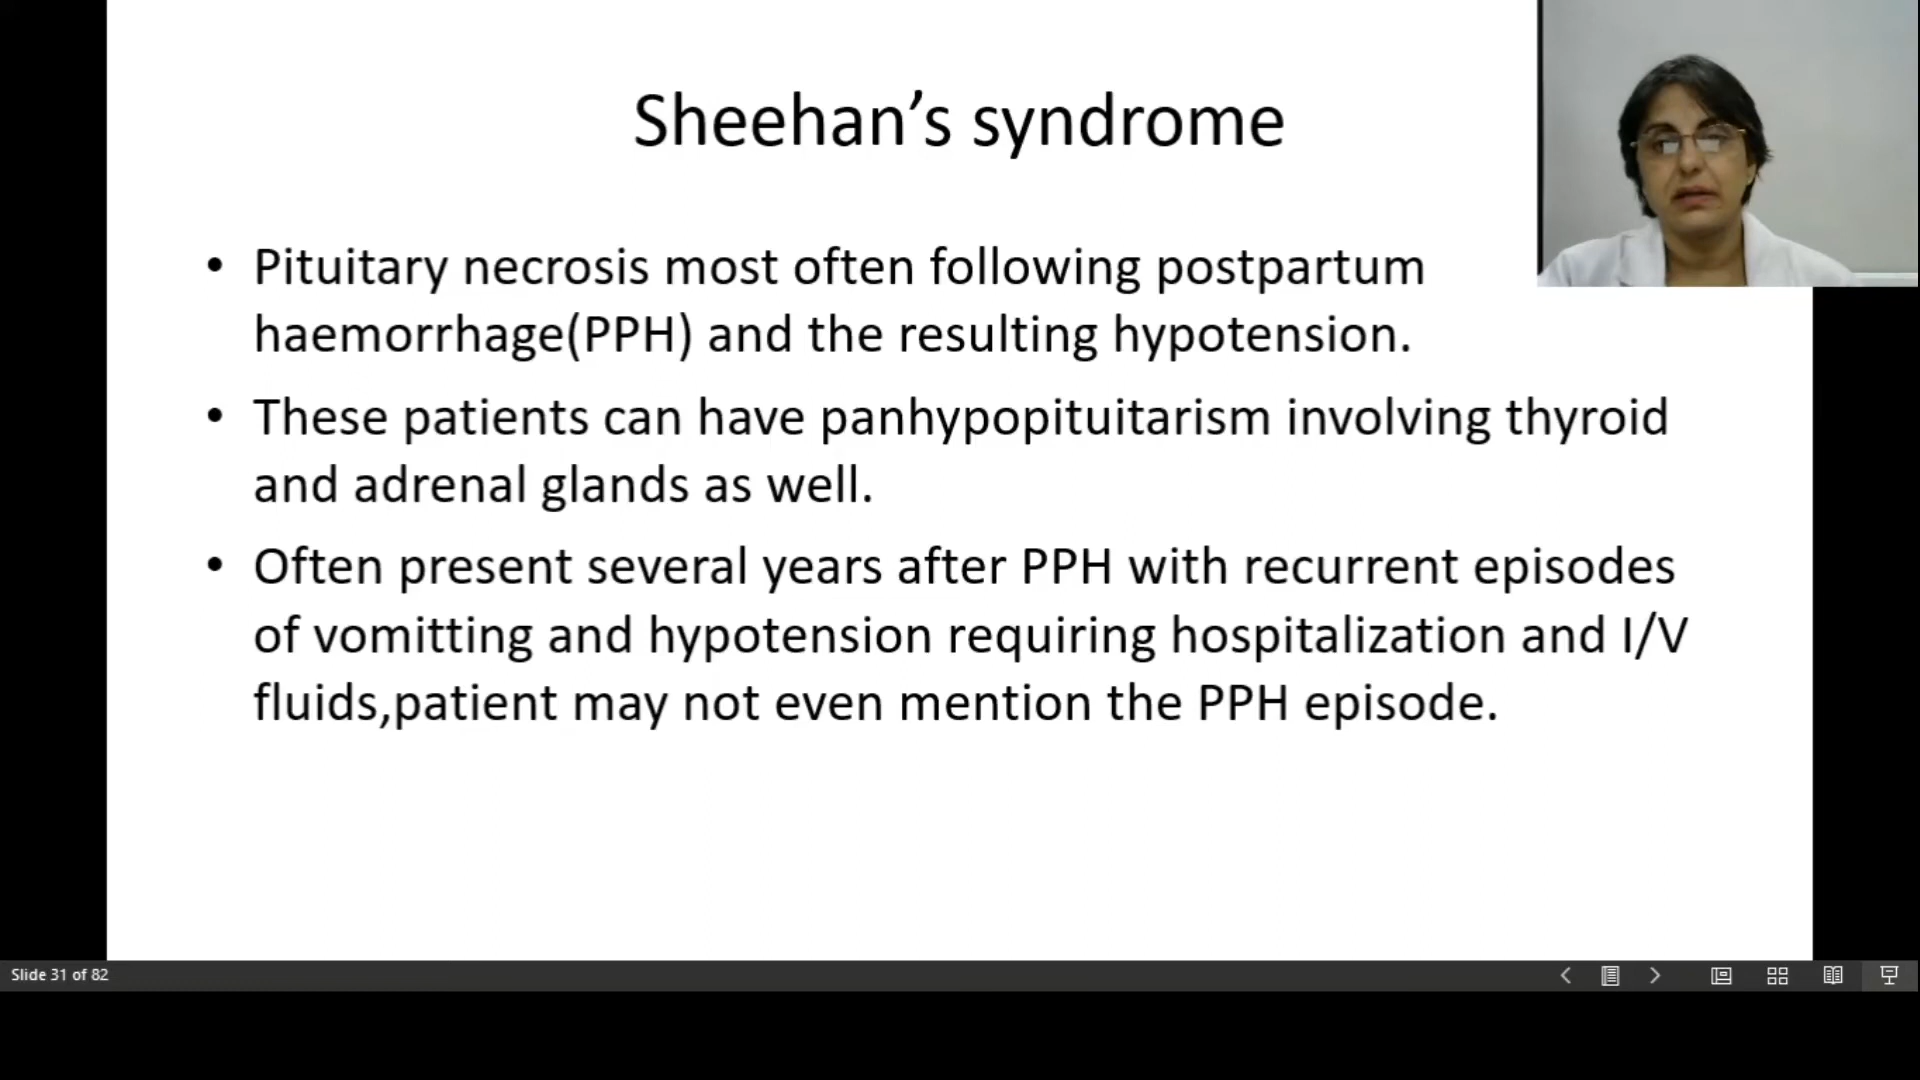 Sheehan’s syndrome
• Pituitary necrosis most often following postpartum
haemorrhage(PPH) and the resulting hypotension.
• These patients can have panhypopituitarism involving thyroid
and adrenal glands as well.
• Often present several years after PPH with recurrent episodes
of vomitting and hypotension requiring hospitalization and I/V
fluids,patient may not even mention the PPH episode.
Slide 31 of 82